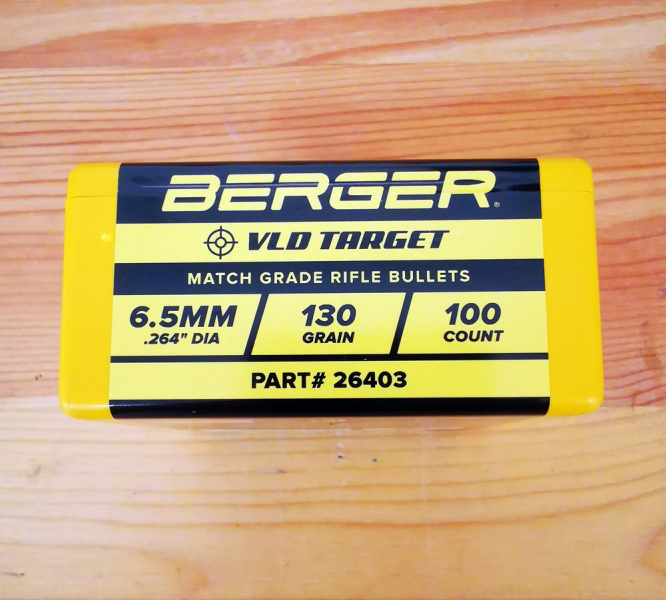 BERGER®
VLD TARGET
MATCH GRADE RIFLE BULLETS
6.5MM 130 100
.264" DIA GRAIN COUNT
PART# 26403